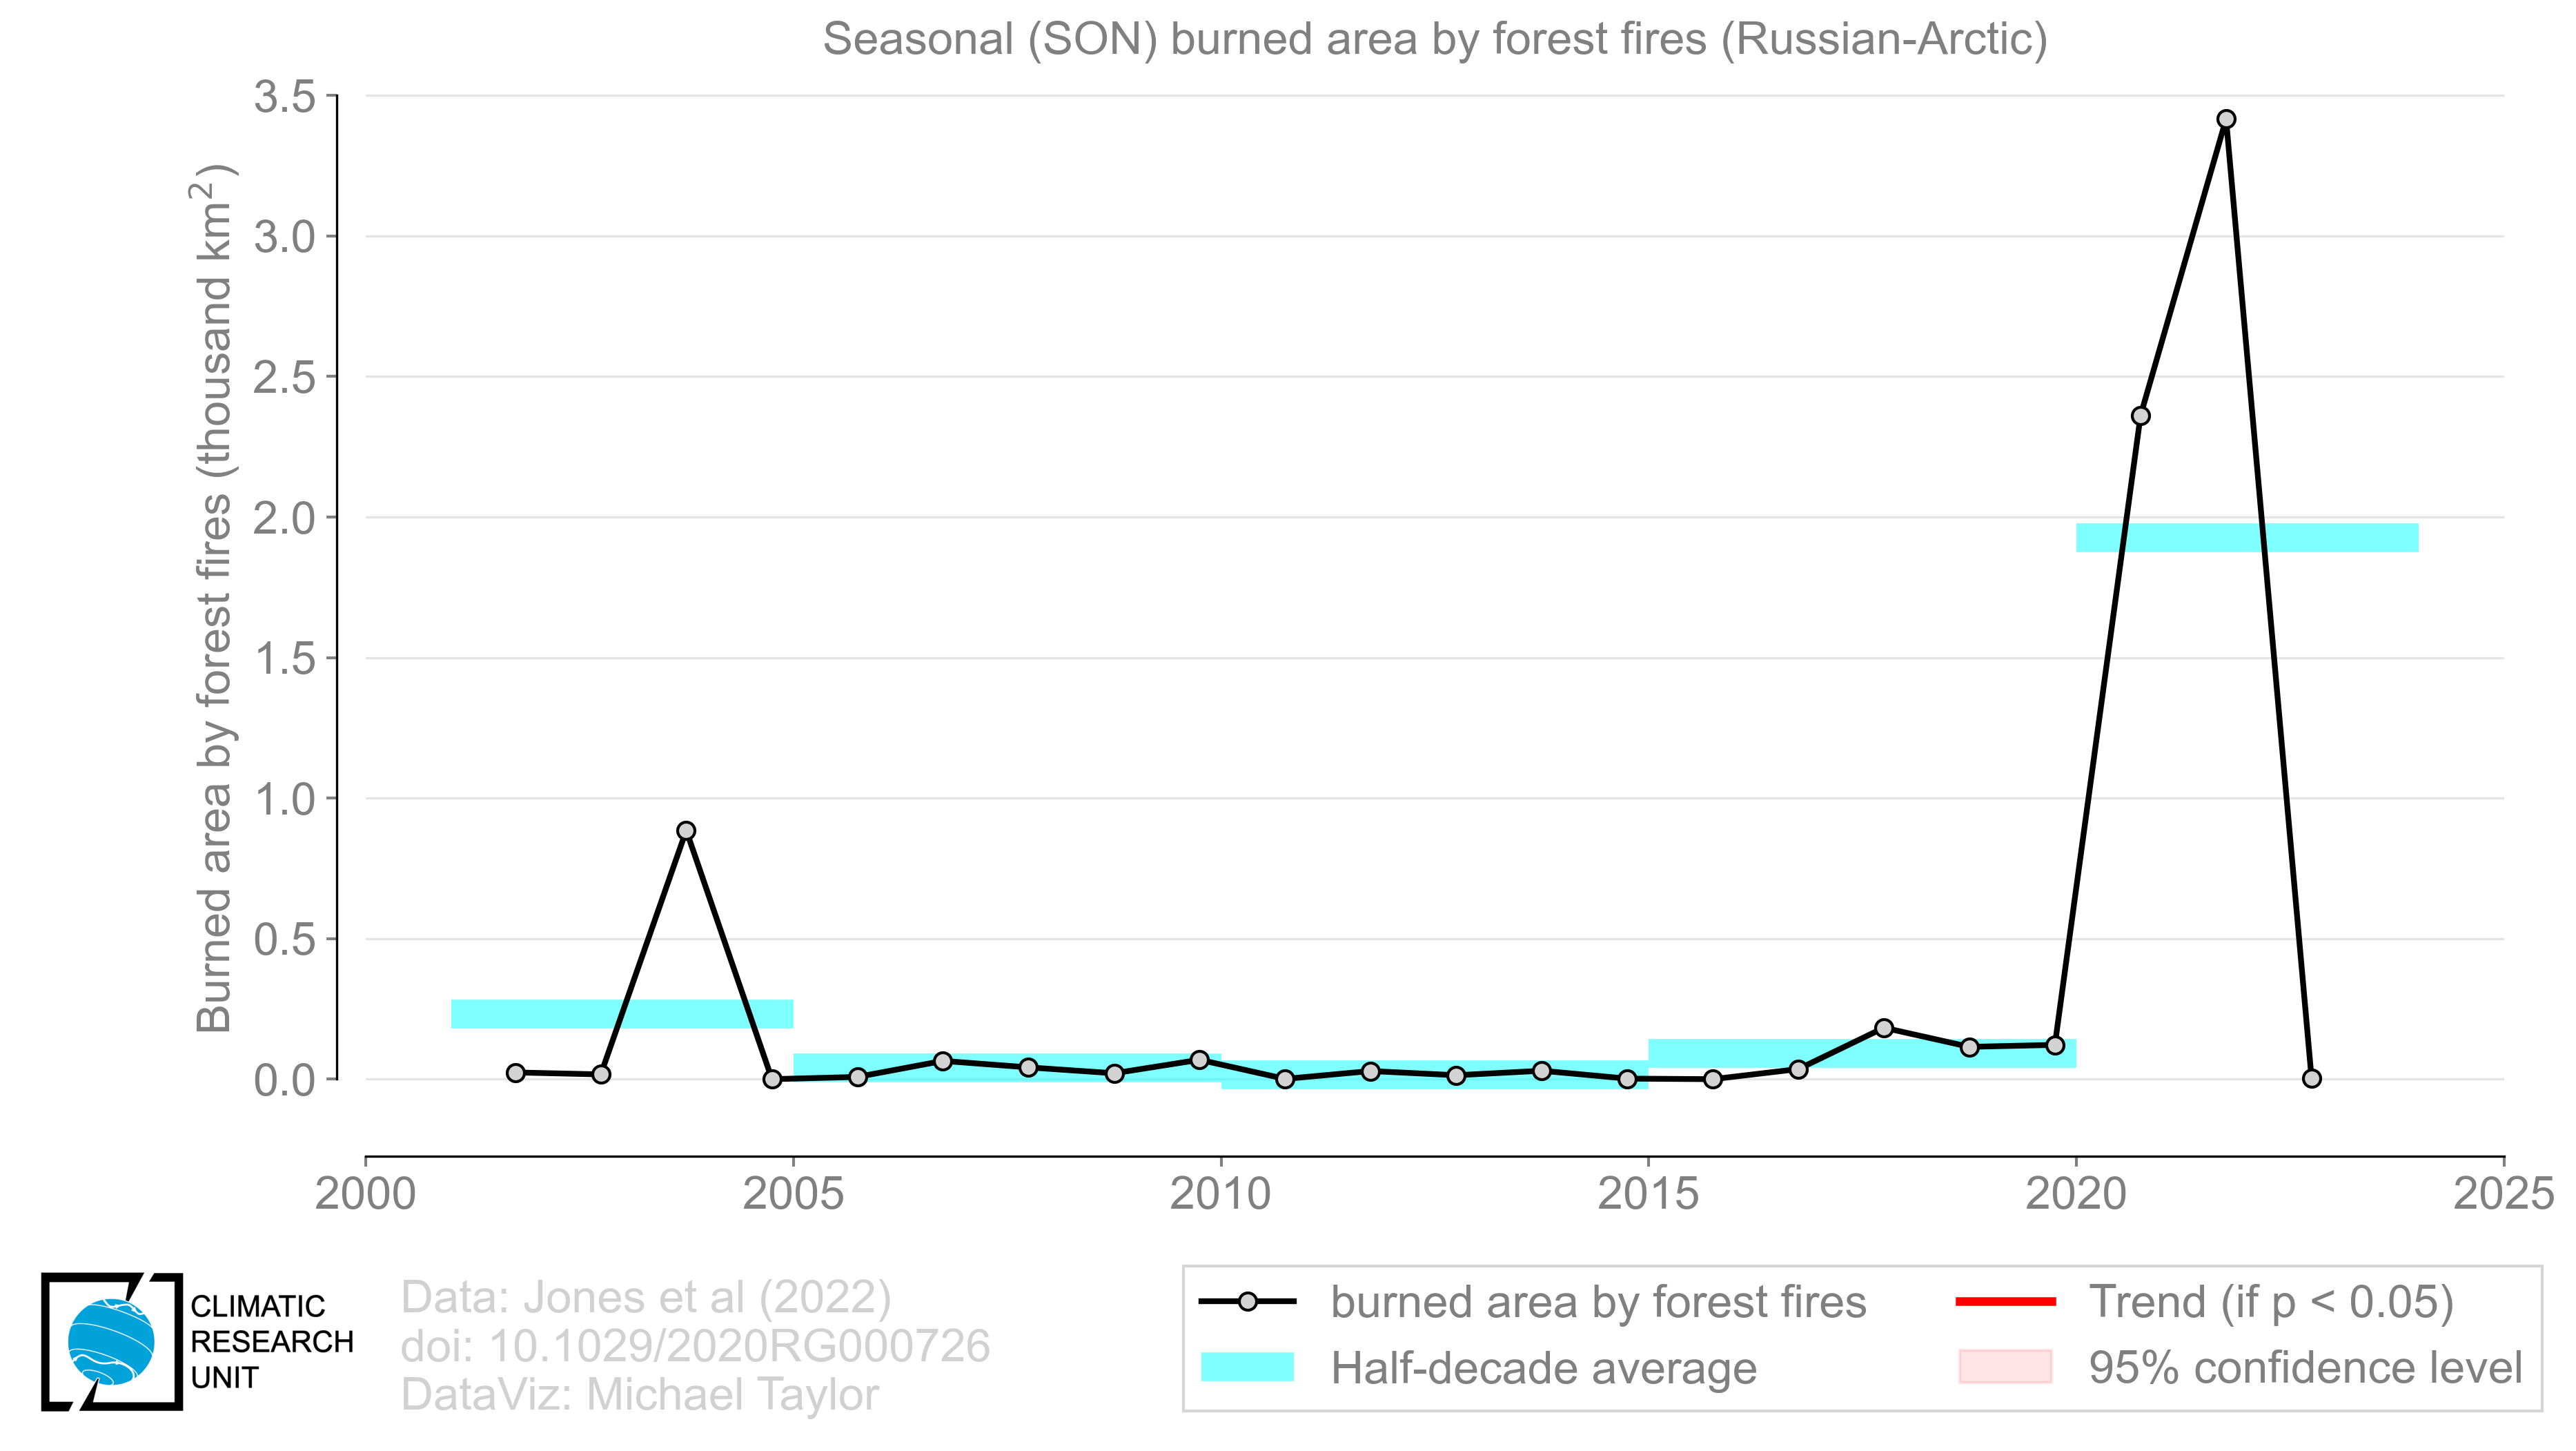 Seasonal (SON) burned area by forest fires (Russian-Arctic)
Burned area by forest fires (thousand km²)
3.5
3.0
2.5
2.0
1.5
1.0
0.5
0.0
2000 2005 2010 2015 2020 2025
CLIMATIC
RESEARCH
UNIT
Data: Jones et al (2022)
doi: 10.1029/2020RG000726
DataViz: Michael Taylor
burned area by forest fires
Half-decade average
Trend (if p < 0.05)
95% confidence level